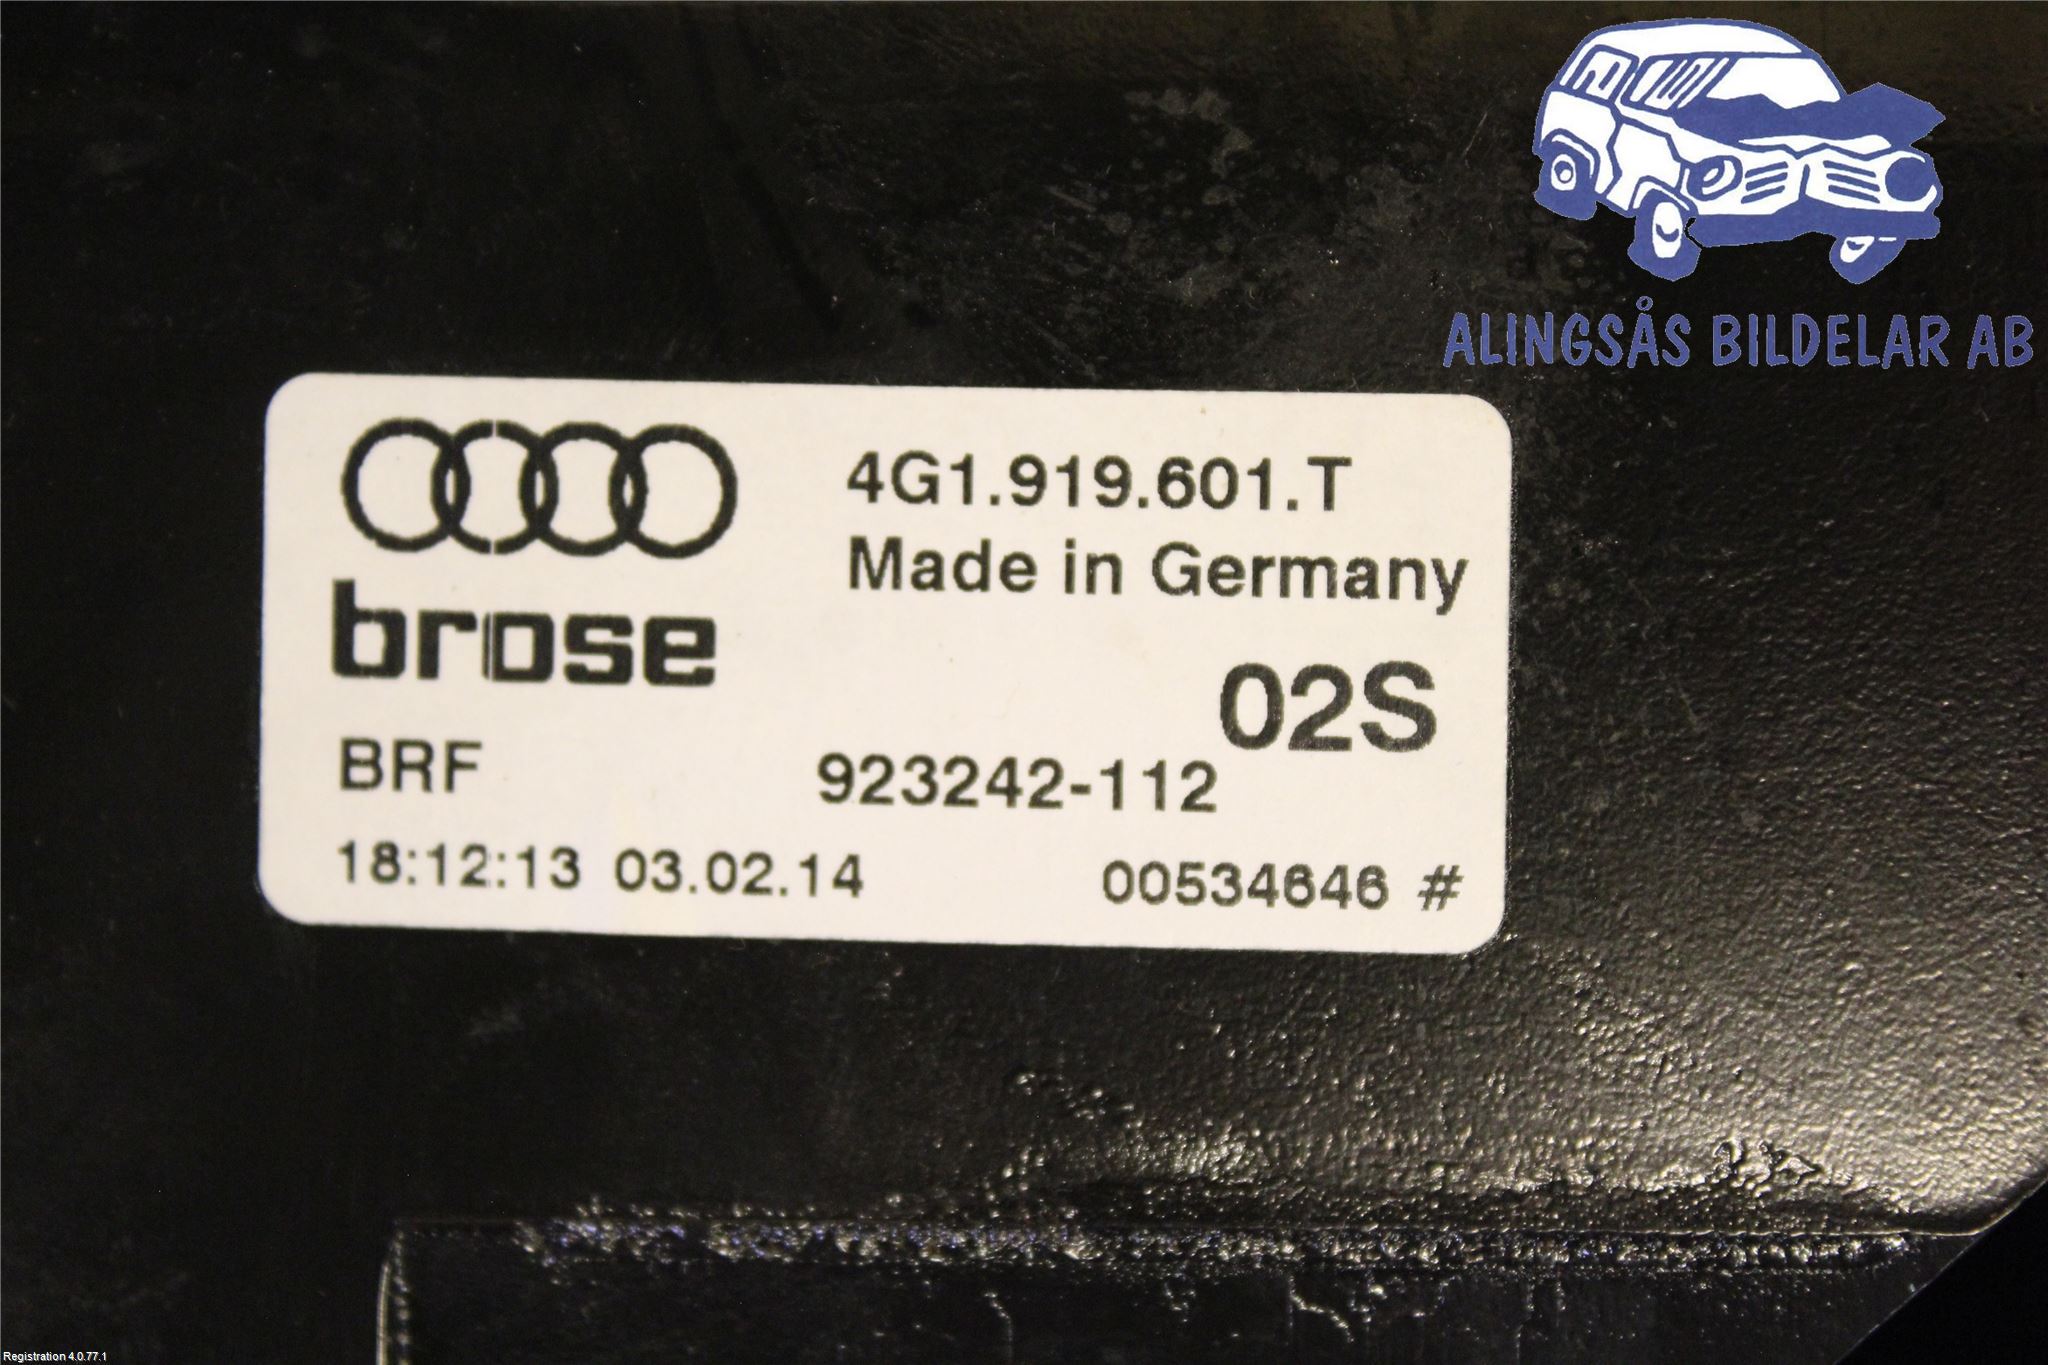 ALINGSÅS BILDELAR AB
4G1.919.601.T
Made in Germany
brose
02S
BRF 923242-112
18:12:13 03.02.14 00534646 #
Registration 4.0.77.1